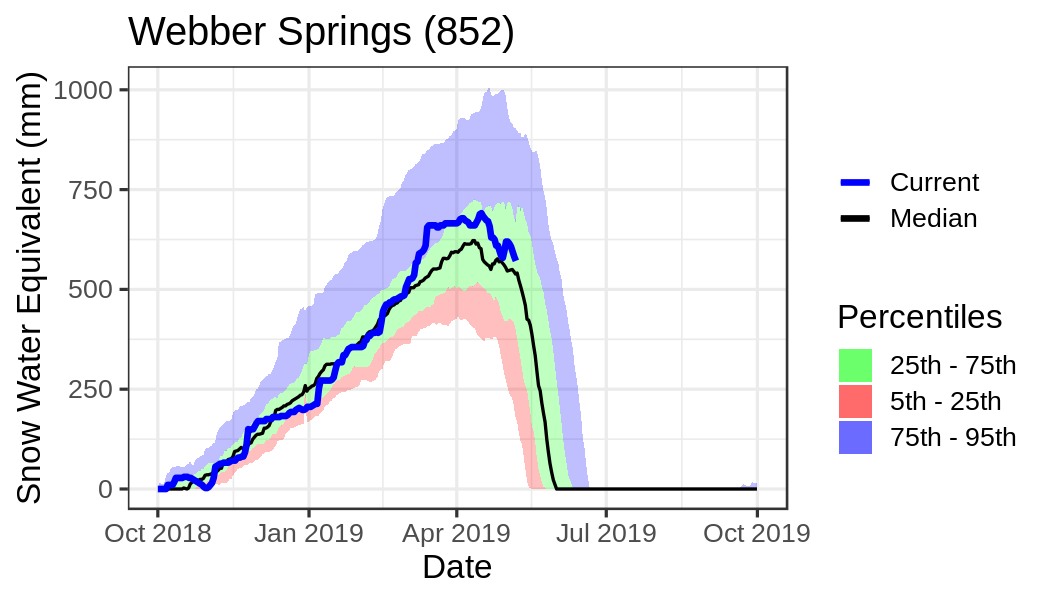 Webber Springs (852)
Snow Water Equivalent (mm)
1000
750
500
250
0
Oct 2018
Jan 2019
Apr 2019
Jul 2019
Oct 2019
Date
Current
Median
Percentiles
25th - 75th
5th - 25th
75th - 95th